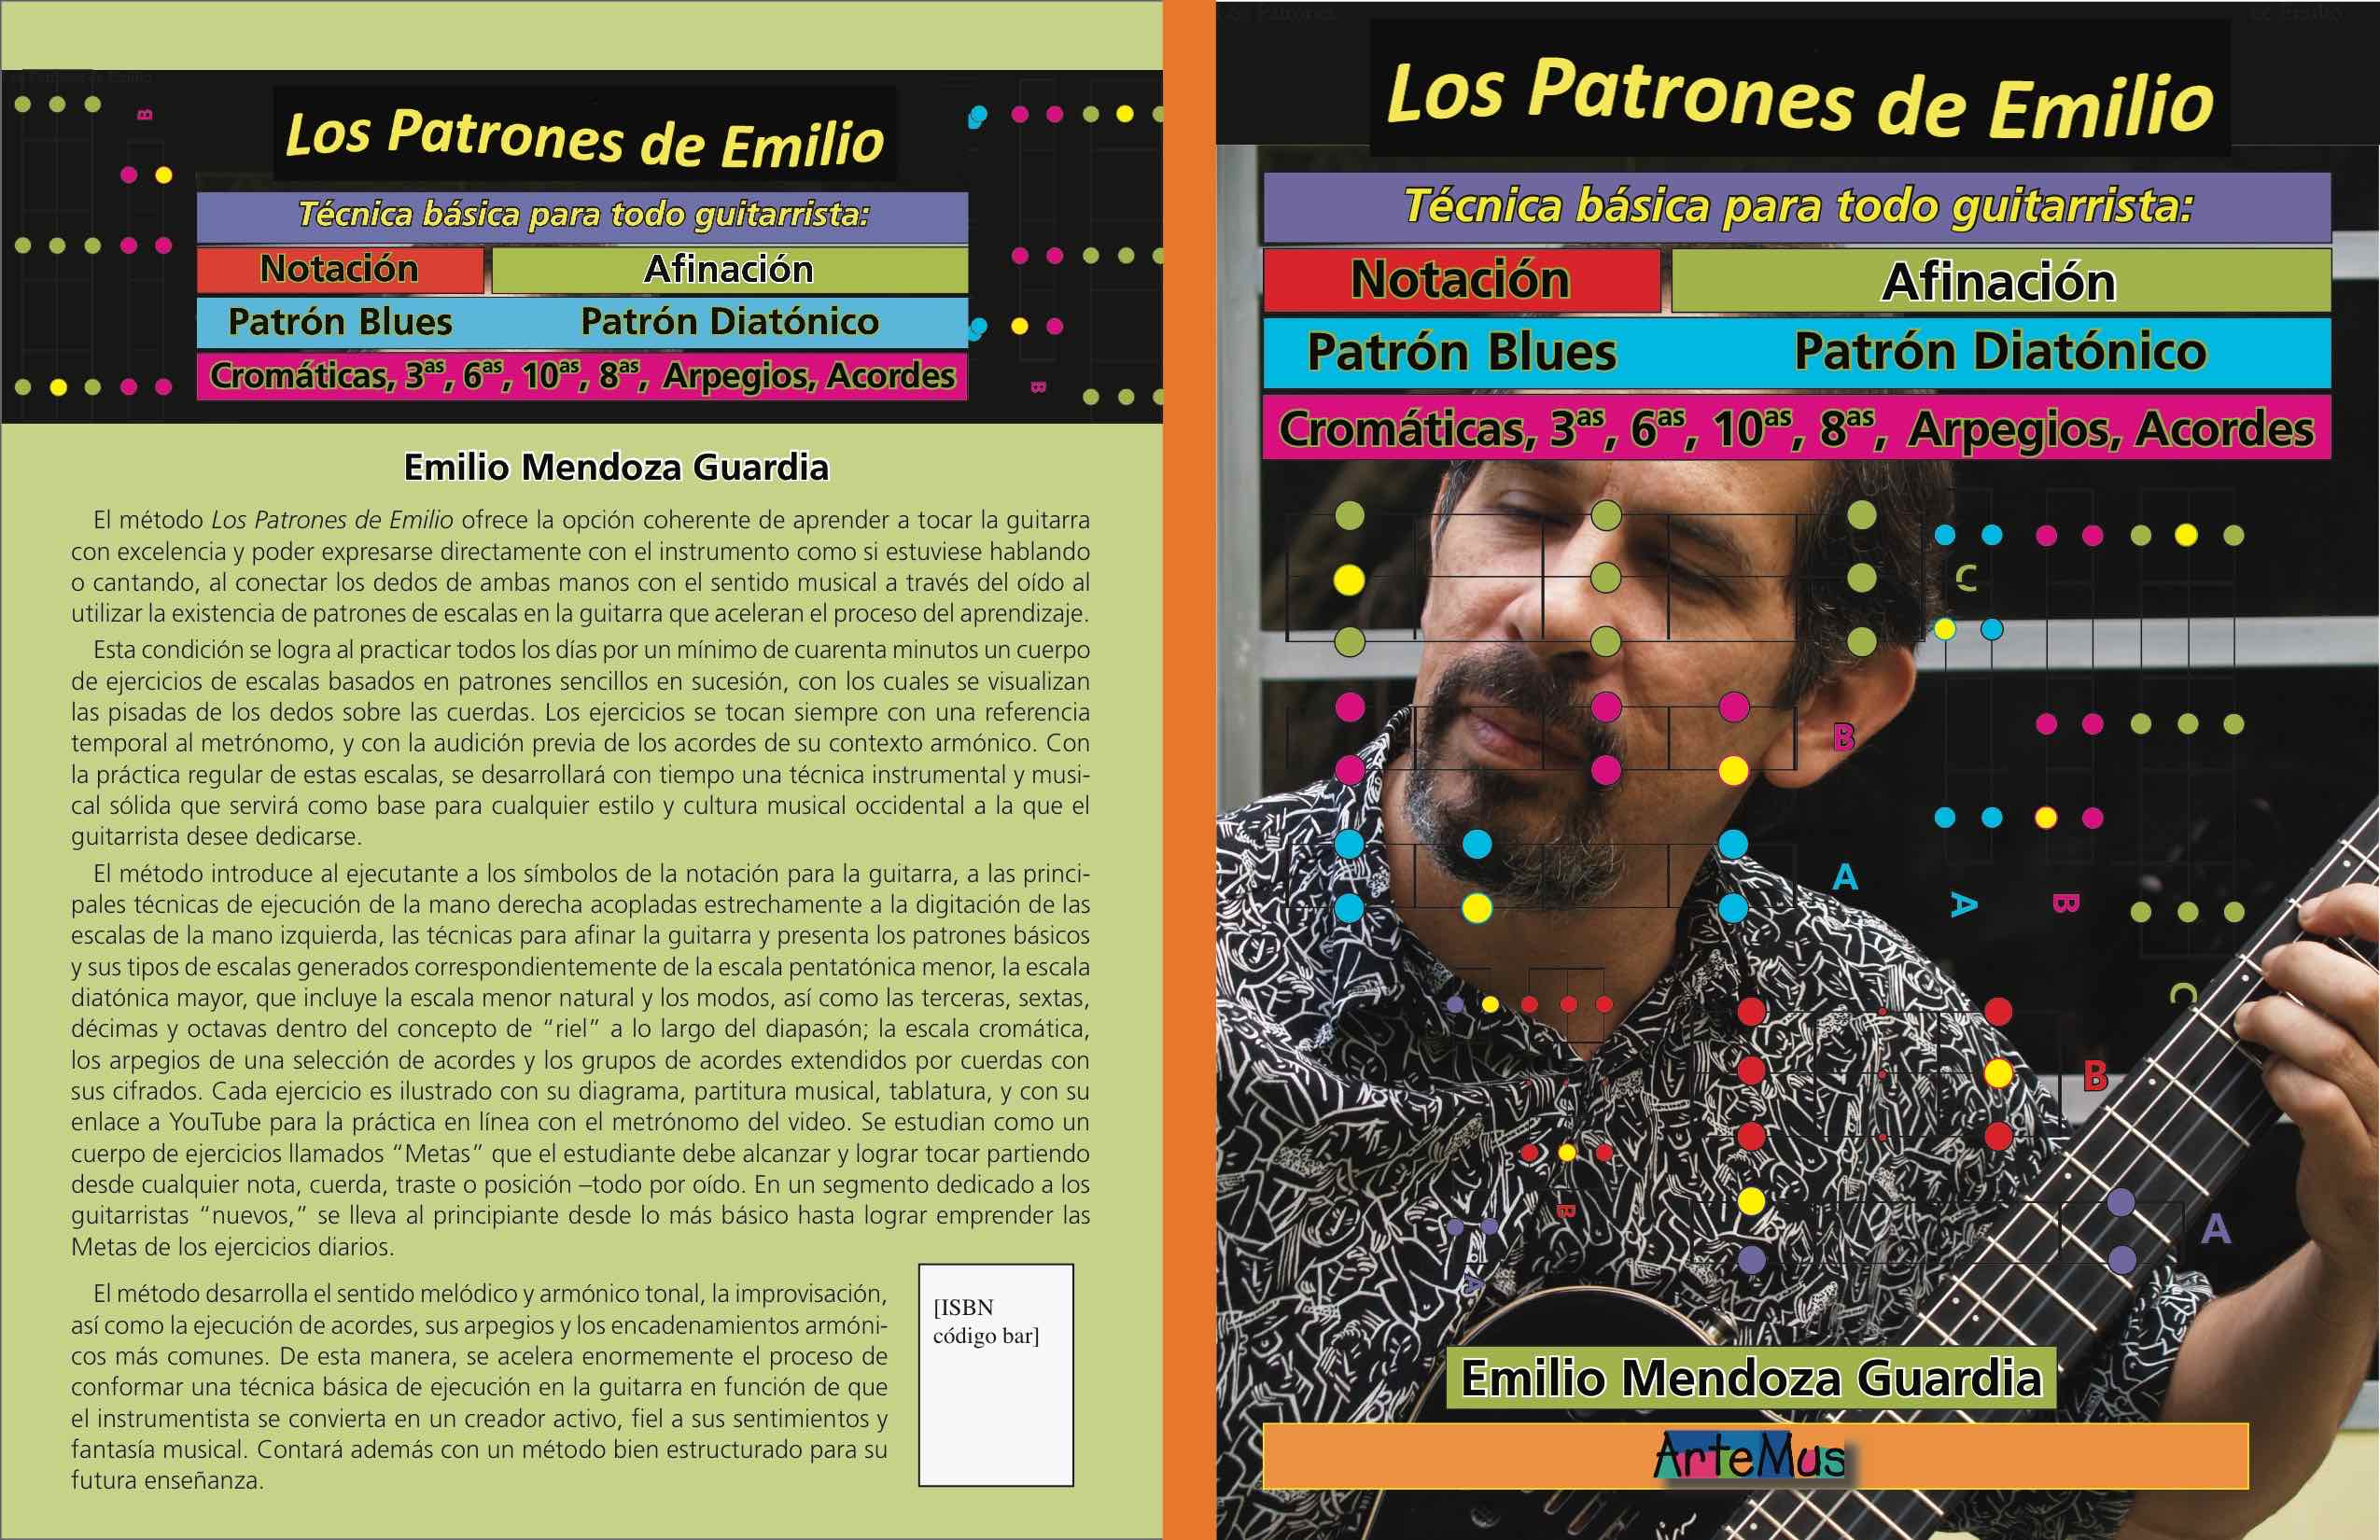 Los Patrones de Emilio
Técnica básica para todo guitarrista:
Notación
Afinación
Patrón Blues
Patrón Diatónico
Cromáticas, 3as, 6as, 10as, 8as, Arpegios, Acordes
B
B
Emilio Mendoza Guardia
El método Los Patrones de Emilio ofrece la opción coherente de aprender a tocar la guitarra
con excelencia y poder expresarse directamente con el instrumento como si estuviese hablando
o cantando, al conectar los dedos de ambas manos con el sentido musical a través del oído al
utilizar la existencia de patrones de escalas en la guitarra que aceleran el proceso del aprendizaje.
Esta condición se logra al practicar todos los días por un mínimo de cuarenta minutos un cuerpo
de ejercicios de escalas basados en patrones sencillos en sucesión, con los cuales se visualizan
las pisadas de los dedos sobre las cuerdas. Los ejercicios se tocan siempre con una referencia
temporal al metrónomo, y con la audición previa de los acordes de su contexto armónico. Con
la práctica regular de estas escalas, se desarrollará con tiempo una técnica instrumental y musi-
cal sólida que servirá como base para cualquier estilo y cultura musical occidental a la que el
guitarrista desee dedicarse.
El método introduce al ejecutante a los símbolos de la notación para la guitarra, a las princi-
pales técnicas de ejecución de la mano derecha acopladas estrechamente a la digitación de las
escalas de la mano izquierda, las técnicas para afinar la guitarra y presenta los patrones básicos
y sus tipos de escalas generados correspondientemente de la escala pentatónica menor, la escala
diatónica mayor, que incluye la escala menor natural y los modos, así como las terceras, sextas,
décimas y octavas dentro del concepto de “riel” a lo largo del diapasón; la escala cromática,
los arpegios de una selección de acordes y los grupos de acordes extendidos por cuerdas con
sus cifrados. Cada ejercicio es ilustrado con su diagrama, partitura musical, tablatura, y con su
enlace a YouTube para la práctica en línea con el metrónomo del video. Se estudian como un
cuerpo de ejercicios llamados “Metas” que el estudiante debe alcanzar y lograr tocar partiendo
desde cualquier nota, cuerda, traste o posición –todo por oído. En un segmento dedicado a los
guitarristas “nuevos,” se lleva al principiante desde lo más básico hasta lograr emprender las
Metas de los ejercicios diarios.
El método desarrolla el sentido melódico y armónico tonal, la improvisación,
así como la ejecución de acordes, sus arpegios y los encadenamientos armóni-
cos más comunes. De esta manera, se acelera enormemente el proceso de
conformar una técnica básica de ejecución en la guitarra en función de que
el instrumentista se convierta en un creador activo, fiel a sus sentimientos y
fantasía musical. Contará además con un método bien estructurado para su
futura enseñanza.
[ISBN
código bar]
Los Patrones de Emilio
Técnica básica para todo guitarrista:
Notación
Afinación
Patrón Blues
Patrón Diatónico
Cromáticas, 3as, 6as, 10as, 8as, Arpegios, Acordes
C
B
A
A
B
C
B
B
A
A
Emilio Mendoza Guardia
ArteMus